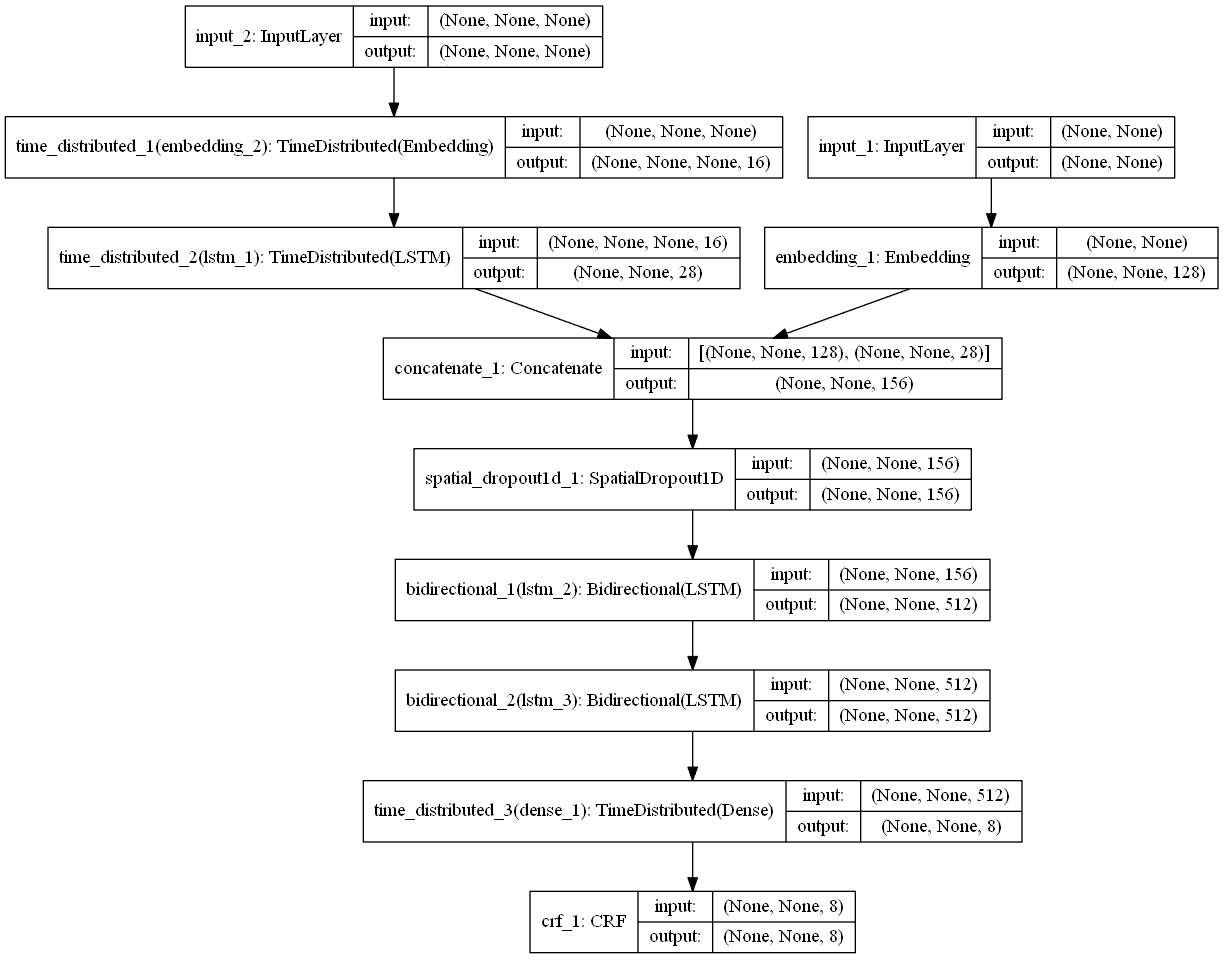 input_2: InputLayer
input: (None, None, None)
output: (None, None, None)
time_distributed_1(embedding_2): TimeDistributed(Embedding)
input: (None, None, None)
output: (None, None, None, 16)
input_1: InputLayer
input: (None, None)
output: (None, None)
time_distributed_2(lstm_1): TimeDistributed(LSTM)
input: (None, None, None, 16)
output: (None, None, 28)
embedding_1: Embedding
input: (None, None)
output: (None, None, 128)
concatenate_1: Concatenate
input: [(None, None, 128), (None, None, 28)]
output: (None, None, 156)
spatial_dropout1d_1: SpatialDropout1D
input: (None, None, 156)
output: (None, None, 156)
bidirectional_1(lstm_2): Bidirectional(LSTM)
input: (None, None, 156)
output: (None, None, 512)
bidirectional_2(lstm_3): Bidirectional(LSTM)
input: (None, None, 512)
output: (None, None, 512)
time_distributed_3(dense_1): TimeDistributed(Dense)
input: (None, None, 512)
output: (None, None, 8)
crf_1: CRF
input: (None, None, 8)
output: (None, None, 8)